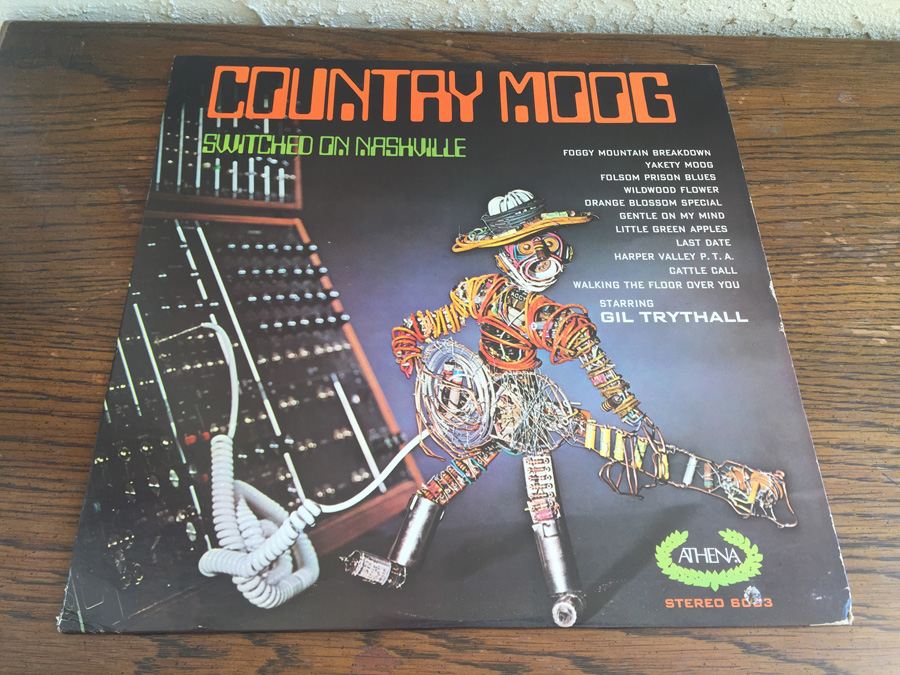 COUNTRY MOOG
SWITCHED ON NASHVILLE
FOGGY MOUNTAIN BREAKDOWN
YAKETY MOOG
FOLSOM PRISON BLUES
WILDWOOD FLOWER
ORANGE BLOSSOM SPECIAL
GENTLE ON MY MIND
LITTLE GREEN APPLES
LAST DATE
HARPER VALLEY P.T.A.
CATTLE CALL
WALKING THE FLOOR OVER YOU
STARRING
GIL TRYTHALL
ATHENA
STEREO